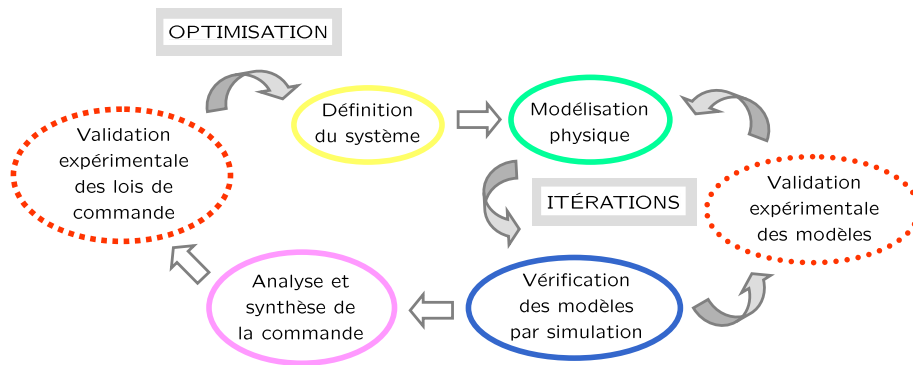 OPTIMISATION
Définition
du système
Modélisation
physique
Validation
expérimentale
des lois de
commande
ITÉRATIONS
Validation
expérimentale
des modèles
Analyse et
synthèse de
la commande
Vérification
des modèles
par simulation